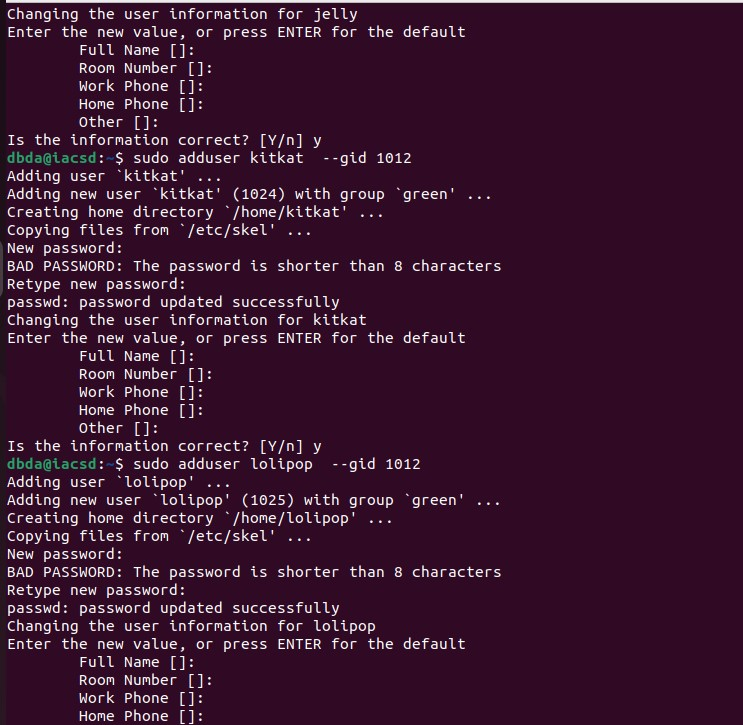 Changing the user information for jelly
Enter the new value, or press ENTER for the default
        Full Name []:
        Room Number []:
        Work Phone []:
        Home Phone []:
        Other []:
Is the information correct? [Y/n] y
dbda@iacsd:~$ sudo adduser kitkat  --gid 1012
Adding user `kitkat' ...
Adding new user `kitkat' (1024) with group `green' ...
Creating home directory `/home/kitkat' ...
Copying files from `/etc/skel' ...
New password:
BAD PASSWORD: The password is shorter than 8 characters
Retype new password:
passwd: password updated successfully
Changing the user information for kitkat
Enter the new value, or press ENTER for the default
        Full Name []:
        Room Number []:
        Work Phone []:
        Home Phone []:
        Other []:
Is the information correct? [Y/n] y
dbda@iacsd:~$ sudo adduser lolipop  --gid 1012
Adding user `lolipop' ...
Adding new user `lolipop' (1025) with group `green' ...
Creating home directory `/home/lolipop' ...
Copying files from `/etc/skel' ...
New password:
BAD PASSWORD: The password is shorter than 8 characters
Retype new password:
passwd: password updated successfully
Changing the user information for lolipop
Enter the new value, or press ENTER for the default
        Full Name []:
        Room Number []:
        Work Phone []:
        Home Phone []: